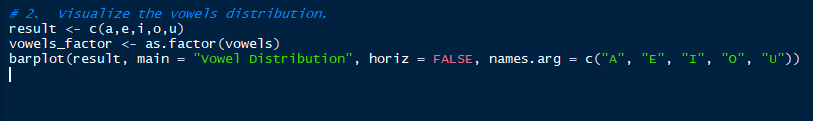 # 2.  Visualize the vowels distribution.
result <- c(a,e,i,o,u)
vowels_factor <- as.factor(vowels)
barplot(result, main = "Vowel Distribution", horiz = FALSE, names.arg = c("A", "E", "I", "O", "U"))